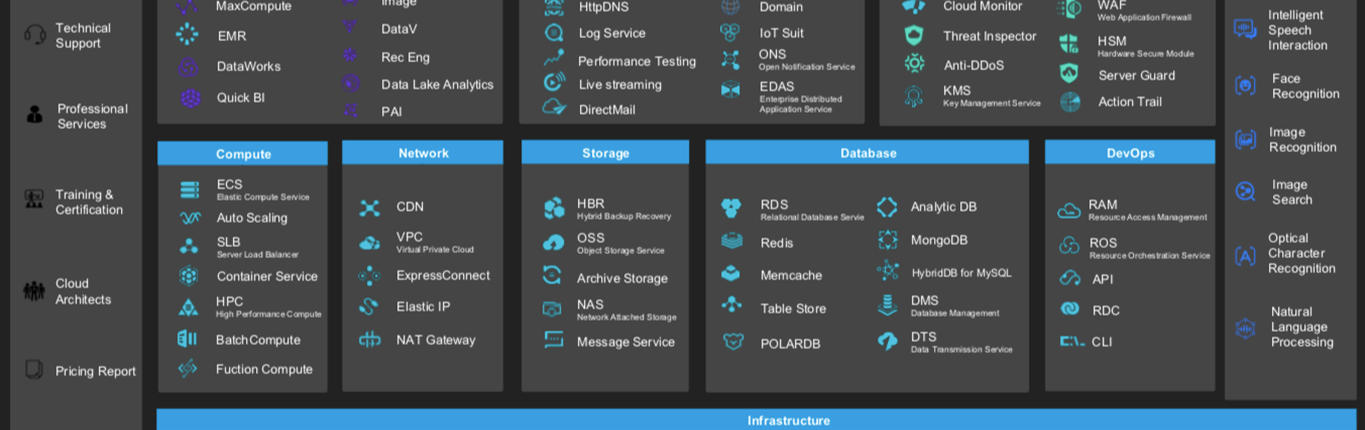 Technical
Support
Professional
Services
Training &
Certification
Cloud
Architects
Pricing Report
MaxCompute
EMR
DataWorks
Quick BI
Image
DataV
Rec Eng
Data Lake Analytics
PAI
HttpDNS
Log Service
Performance Testing
Live streaming
DirectMail
Domain
IoT Suit
ONS
Open Notification Service
EDAS
Enterprise Distributed
Application Service
Cloud Monitor
Threat Inspector
Anti-DDoS
KMS
Key Management Service
WAF
Web Application Firewall
HSM
Hardware Secure Module
Server Guard
Action Trail
Compute
ECS
Elastic Compute Service
Auto Scaling
SLB
Server Load Balancer
Container Service
HPC
High Performance Compute
BatchCompute
Fuction Compute
Network
CDN
VPC
Virtual Private Cloud
ExpressConnect
Elastic IP
NAT Gateway
Storage
HBR
Hybrid Backup Recovery
OSS
Object Storage Service
Archive Storage
NAS
Network Attached Storage
Message Service
Database
RDS
Relational Database Servie
Redis
Memcache
Table Store
POLARDB
Analytic DB
MongoDB
HybridDB for MySQL
DMS
Database Management
DTS
Data Transmission Service
DevOps
RAM
Resource Access Management
ROS
Resource Orchestration Service
API
RDC
CLI
Intelligent
Speech
Interaction
Face
Recognition
Image
Recognition
Image
Search
Optical
Character
Recognition
Natural
Language
Processing
Infrastructure